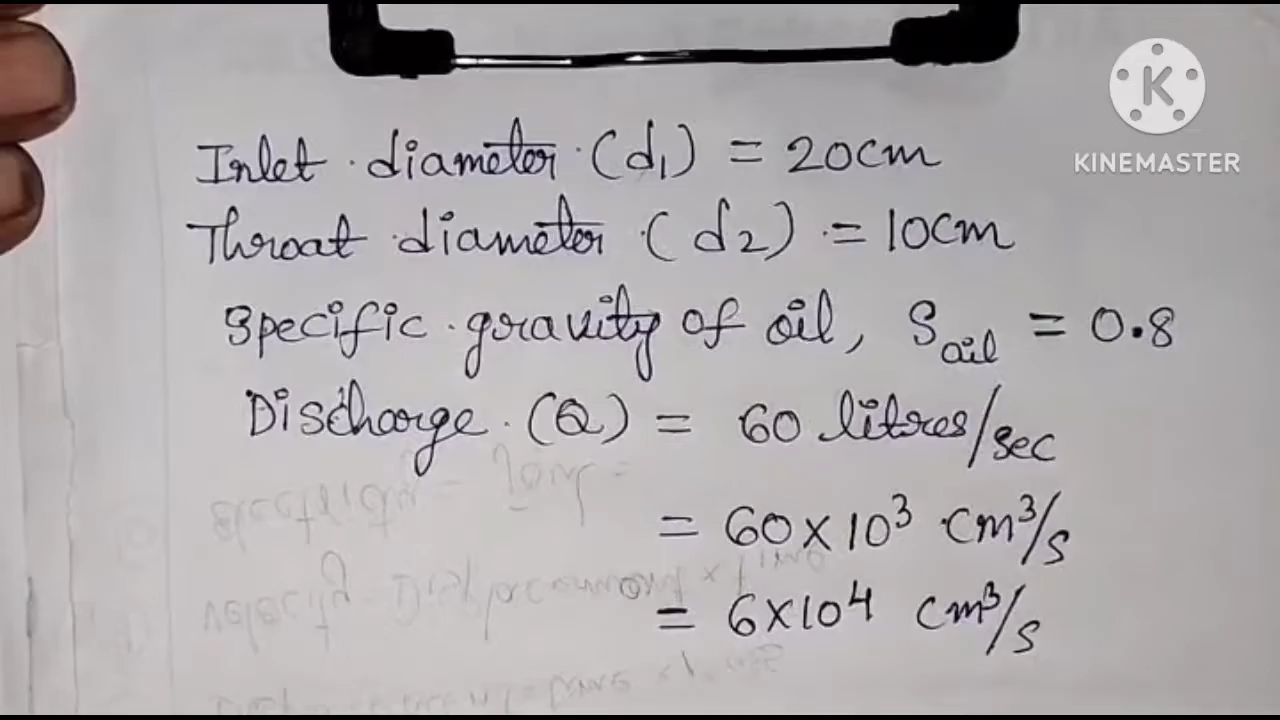 KINEMASTER
Inlet diameter (d1) = 20cm
Throat diameter (d2) = 10cm
Specific gravity of oil, Soil = 0.8
Discharge (Q) = 60 litres/sec
= 60×10³ cm³/s
= 6×10⁴ cm³/s